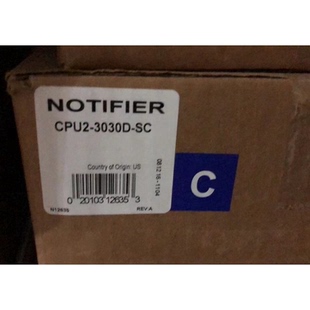 NOTIFIER
CPU2-3030D-SC
Country of Origin: US
0 20103 12635 3
REV A
C